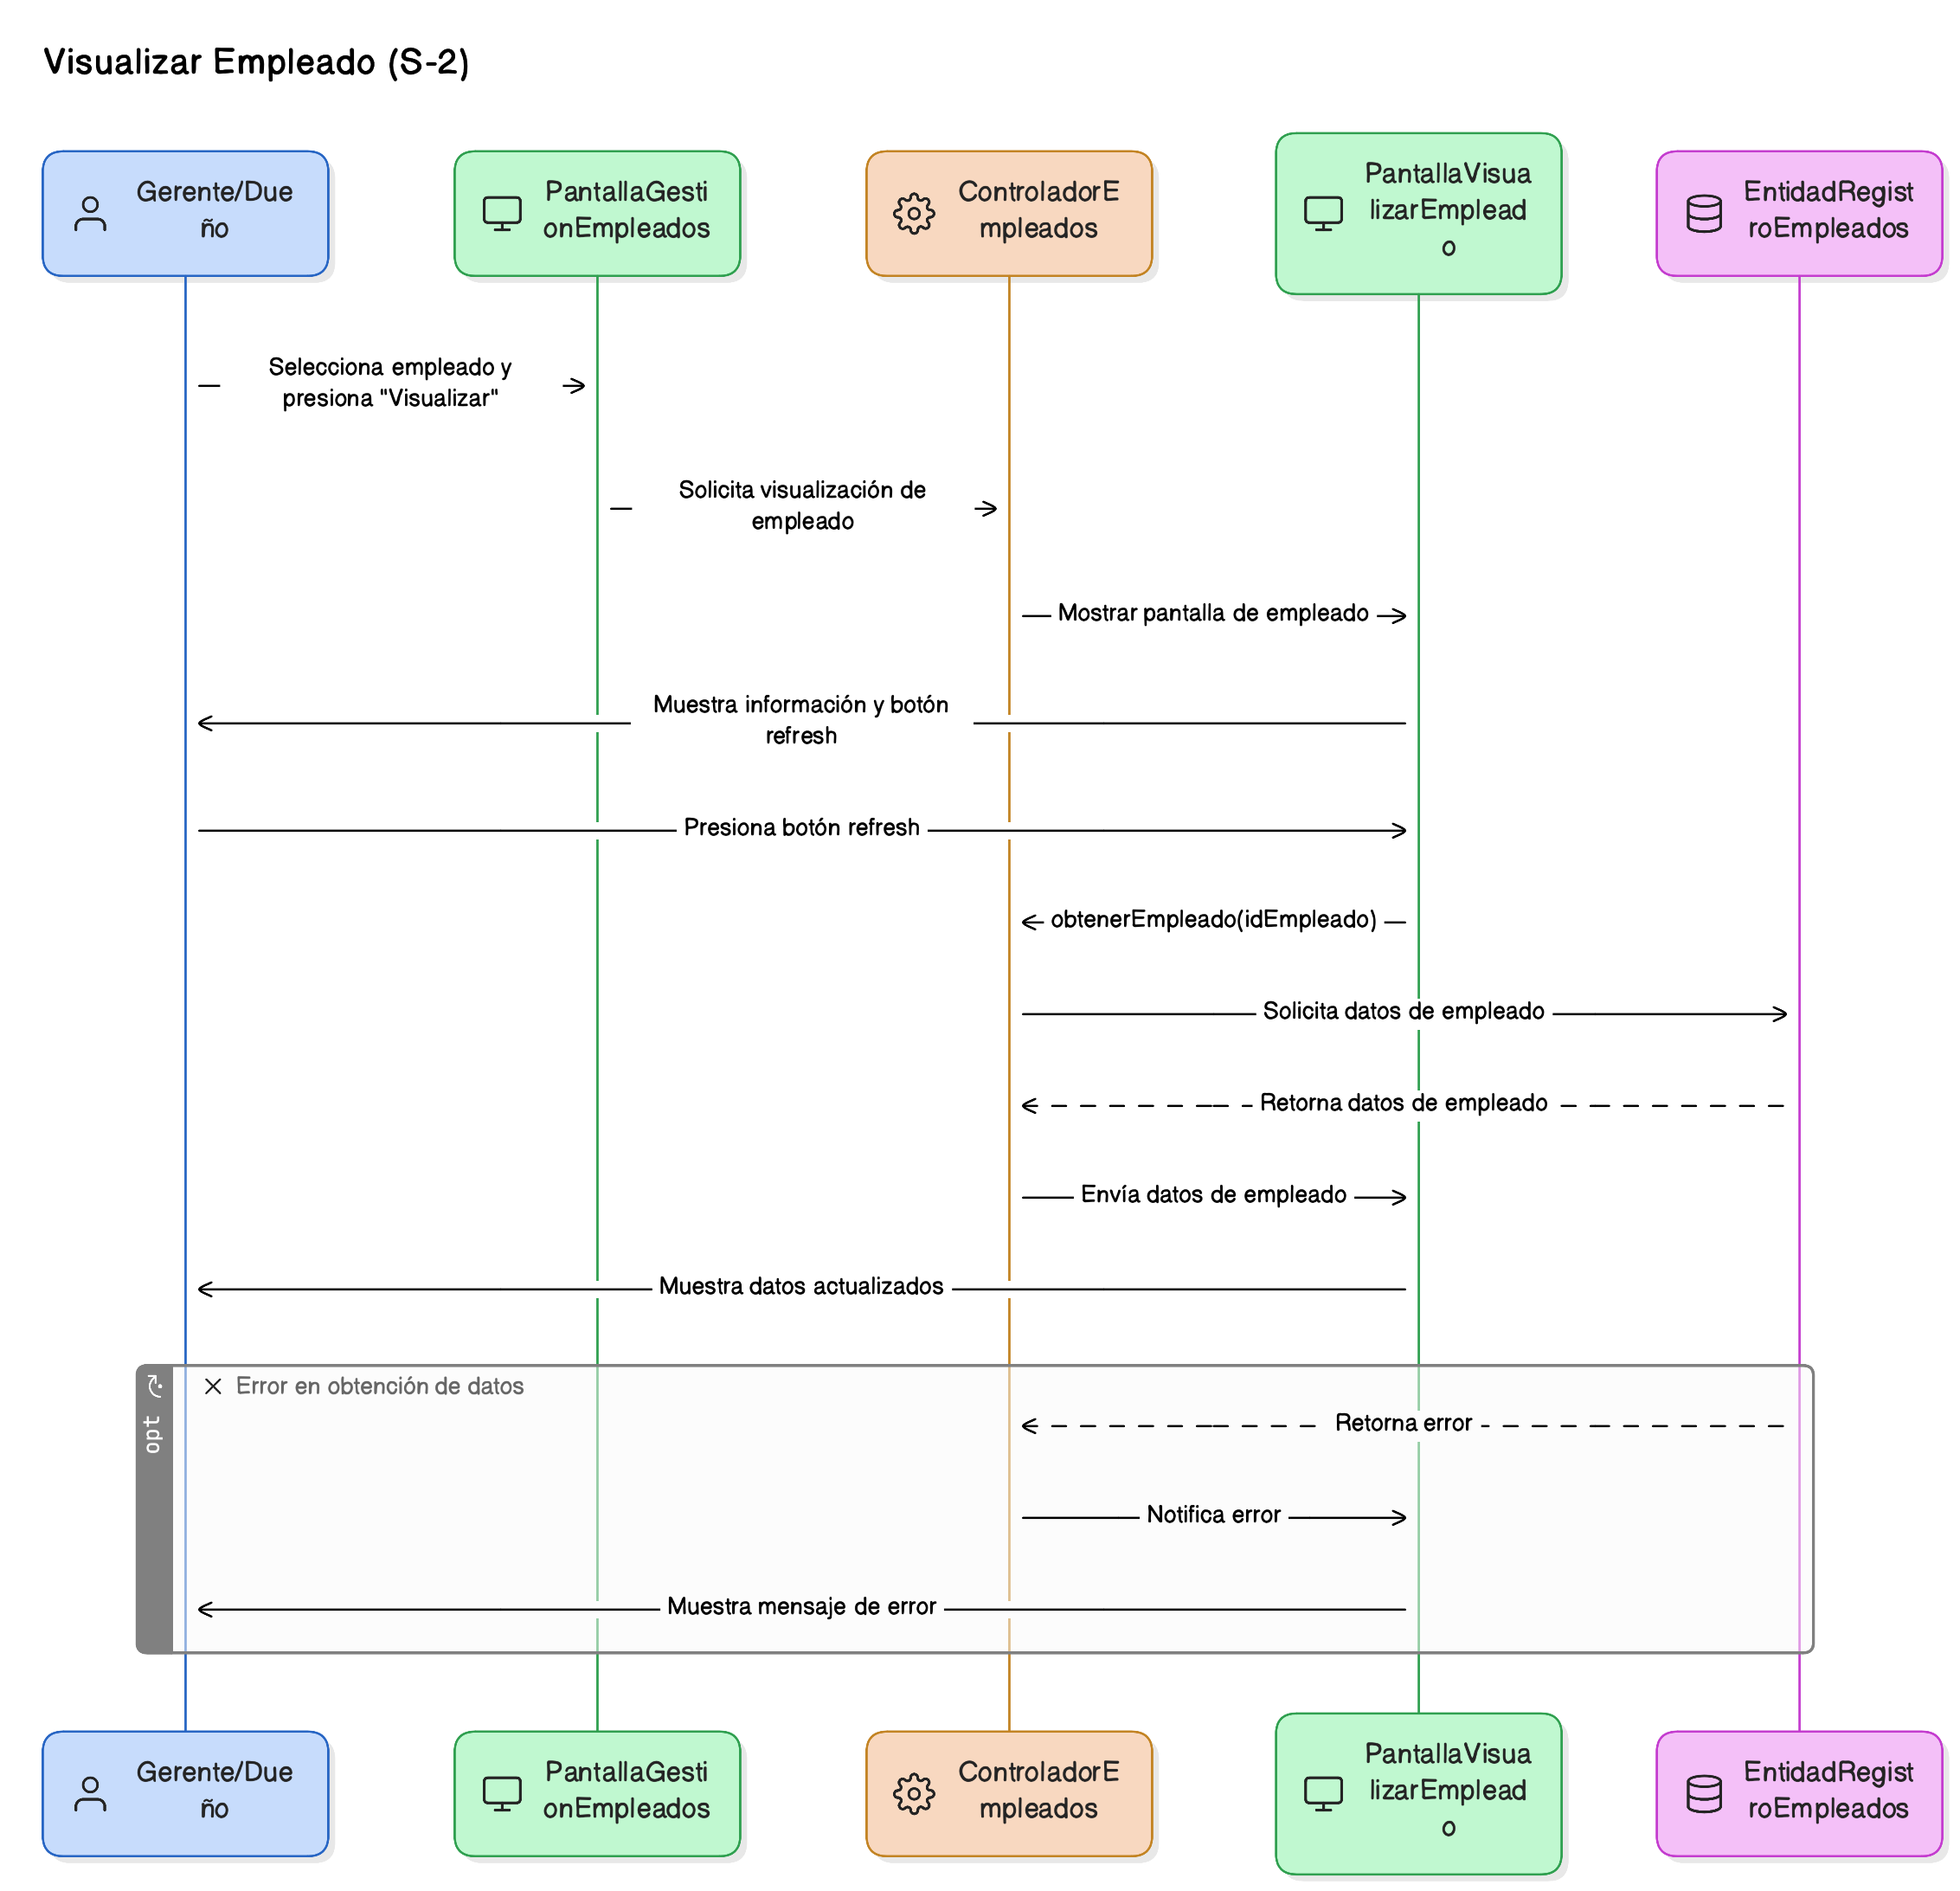 Visualizar Empleado (S-2)
Gerente/Due
ño
PantallaGesti
onEmpleados
ControladorE
mpleados
PantallaVisua
lizarEmplead
o
EntidadRegist
roEmpleados
Selecciona empleado y
presiona "Visualizar"
Solicita visualización de
empleado
Mostrar pantalla de empleado
Muestra información y botón
refresh
Presiona botón refresh
obtenerEmpleado(idEmpleado)
Solicita datos de empleado
Retorna datos de empleado
Envía datos de empleado
Muestra datos actualizados
opt
Error en obtención de datos
Retorna error
Notifica error
Muestra mensaje de error
Gerente/Due
ño
PantallaGesti
onEmpleados
ControladorE
mpleados
PantallaVisua
lizarEmplead
o
EntidadRegist
roEmpleados